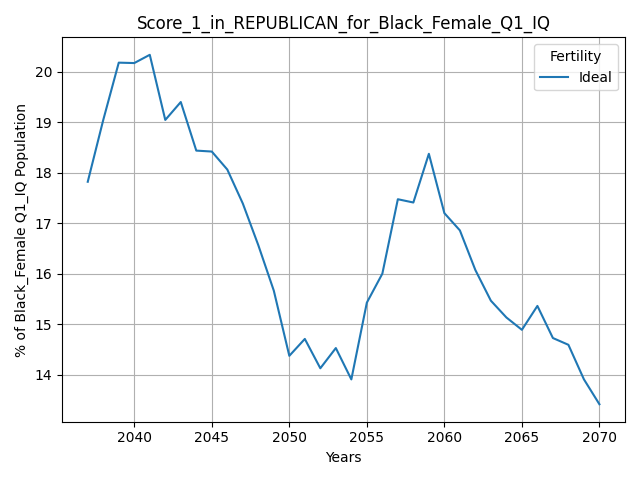 Score_1_in_REPUBLICAN_for_Black_Female_Q1_IQ
Fertility
Ideal
% of Black_Female Q1_IQ Population
20
19
18
17
16
15
14
2040
2045
2050
2055
2060
2065
2070
Years